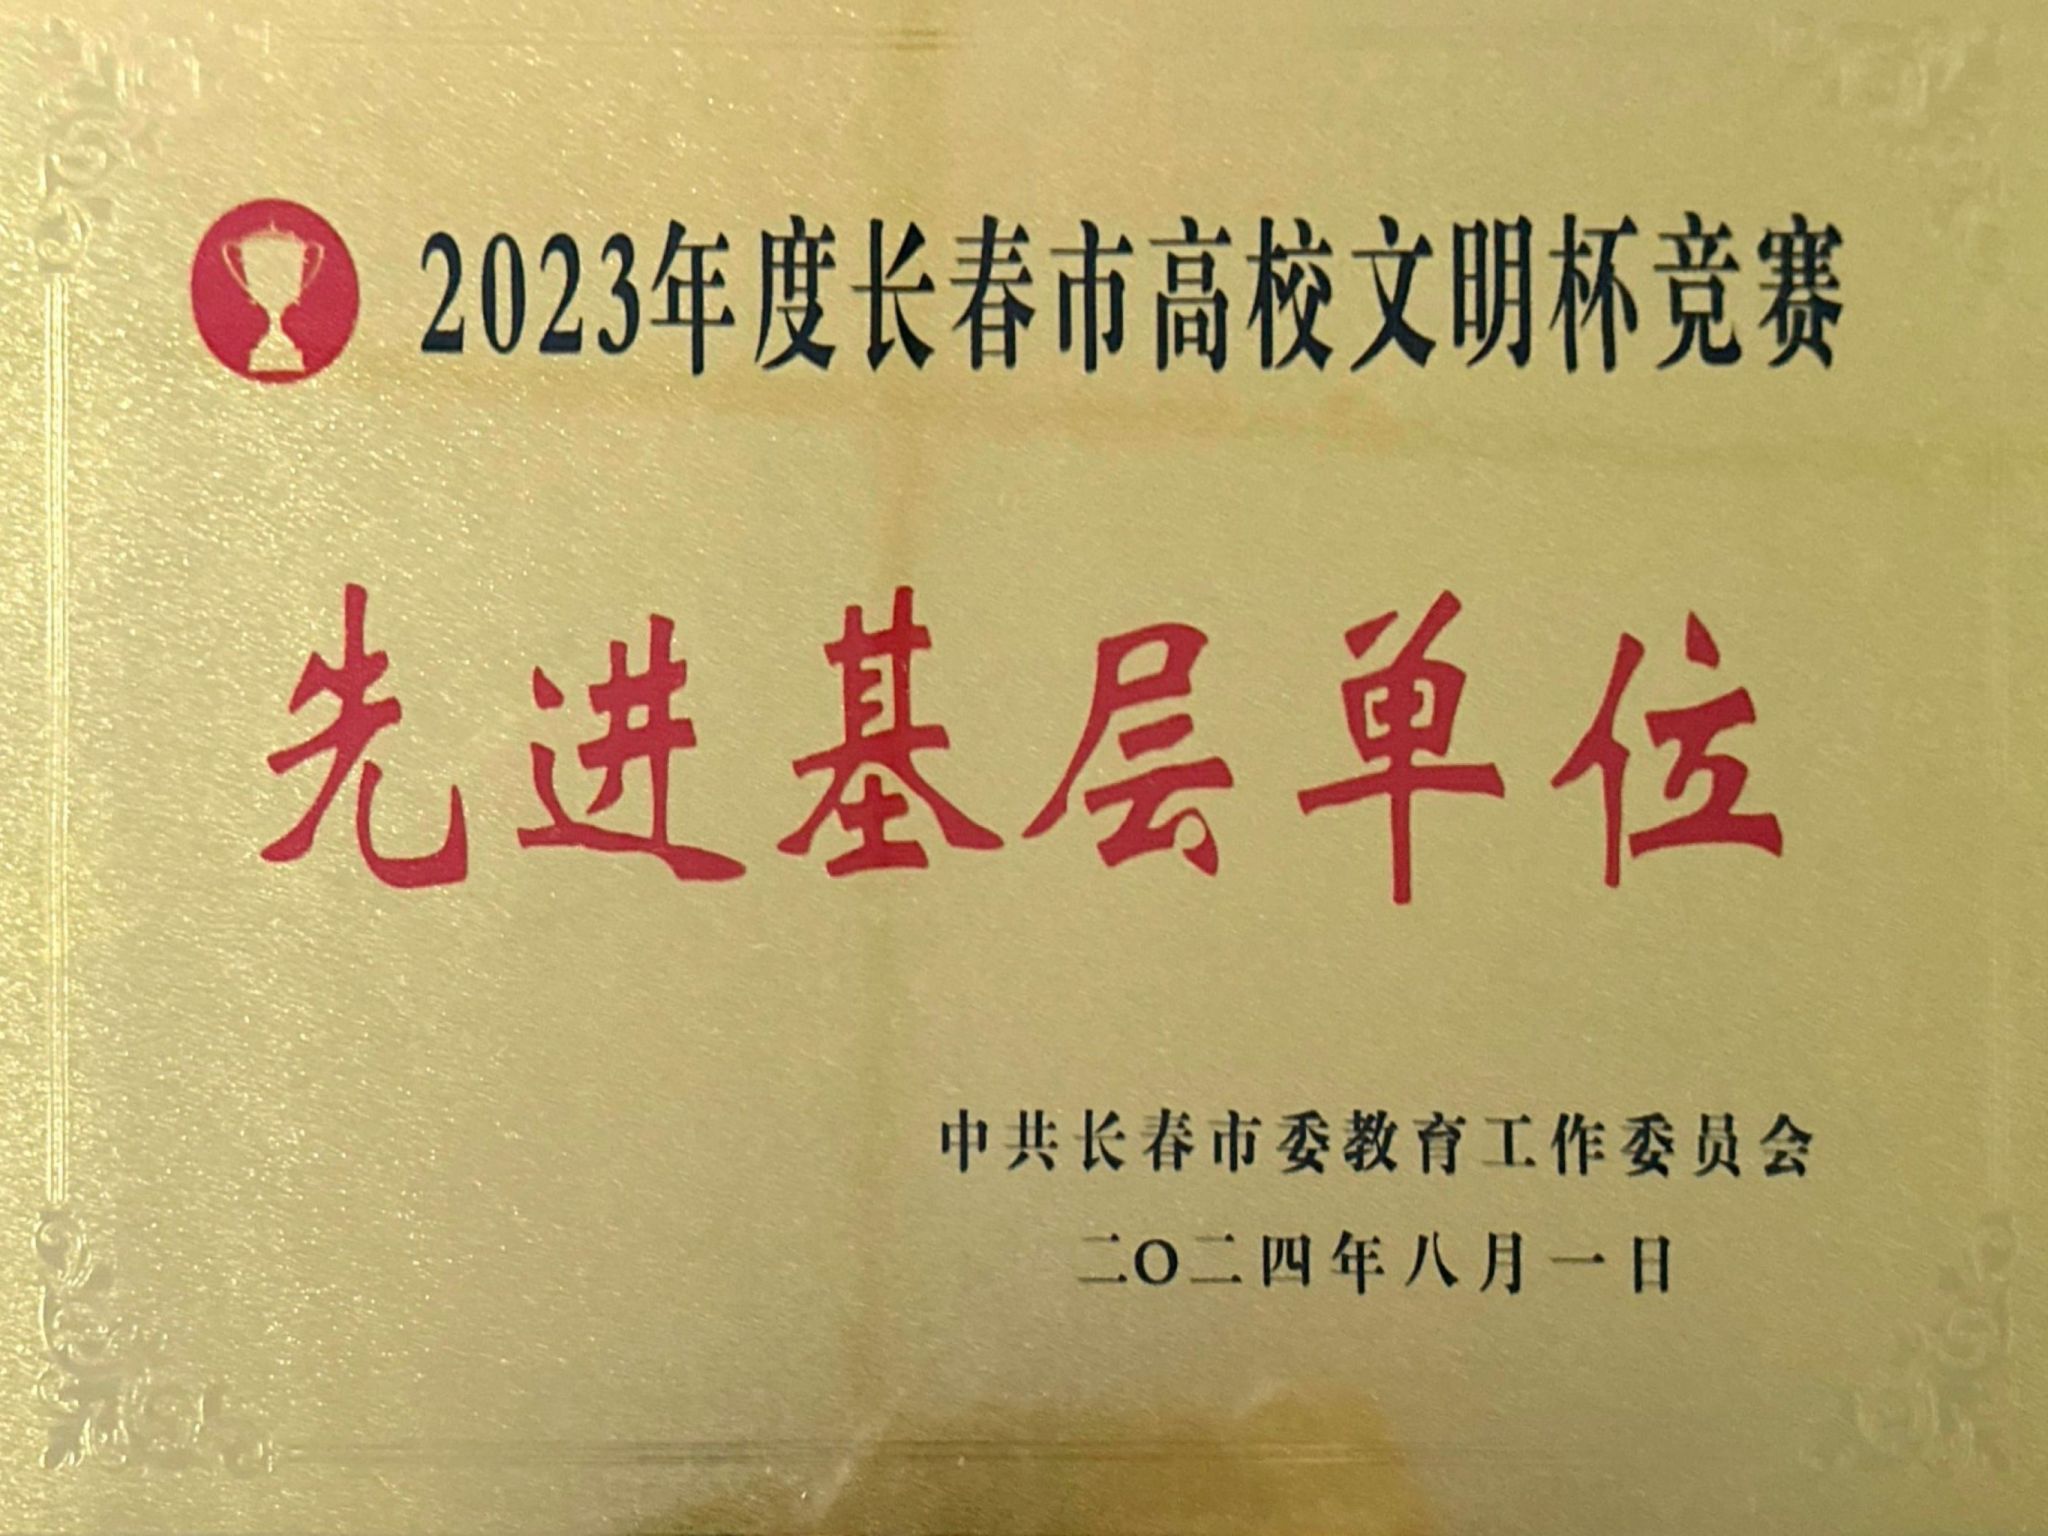 2023年度长春市高校文明杯竞赛
先进基层单位
中共长春市委教育工作委员会
二〇二四年八月一日